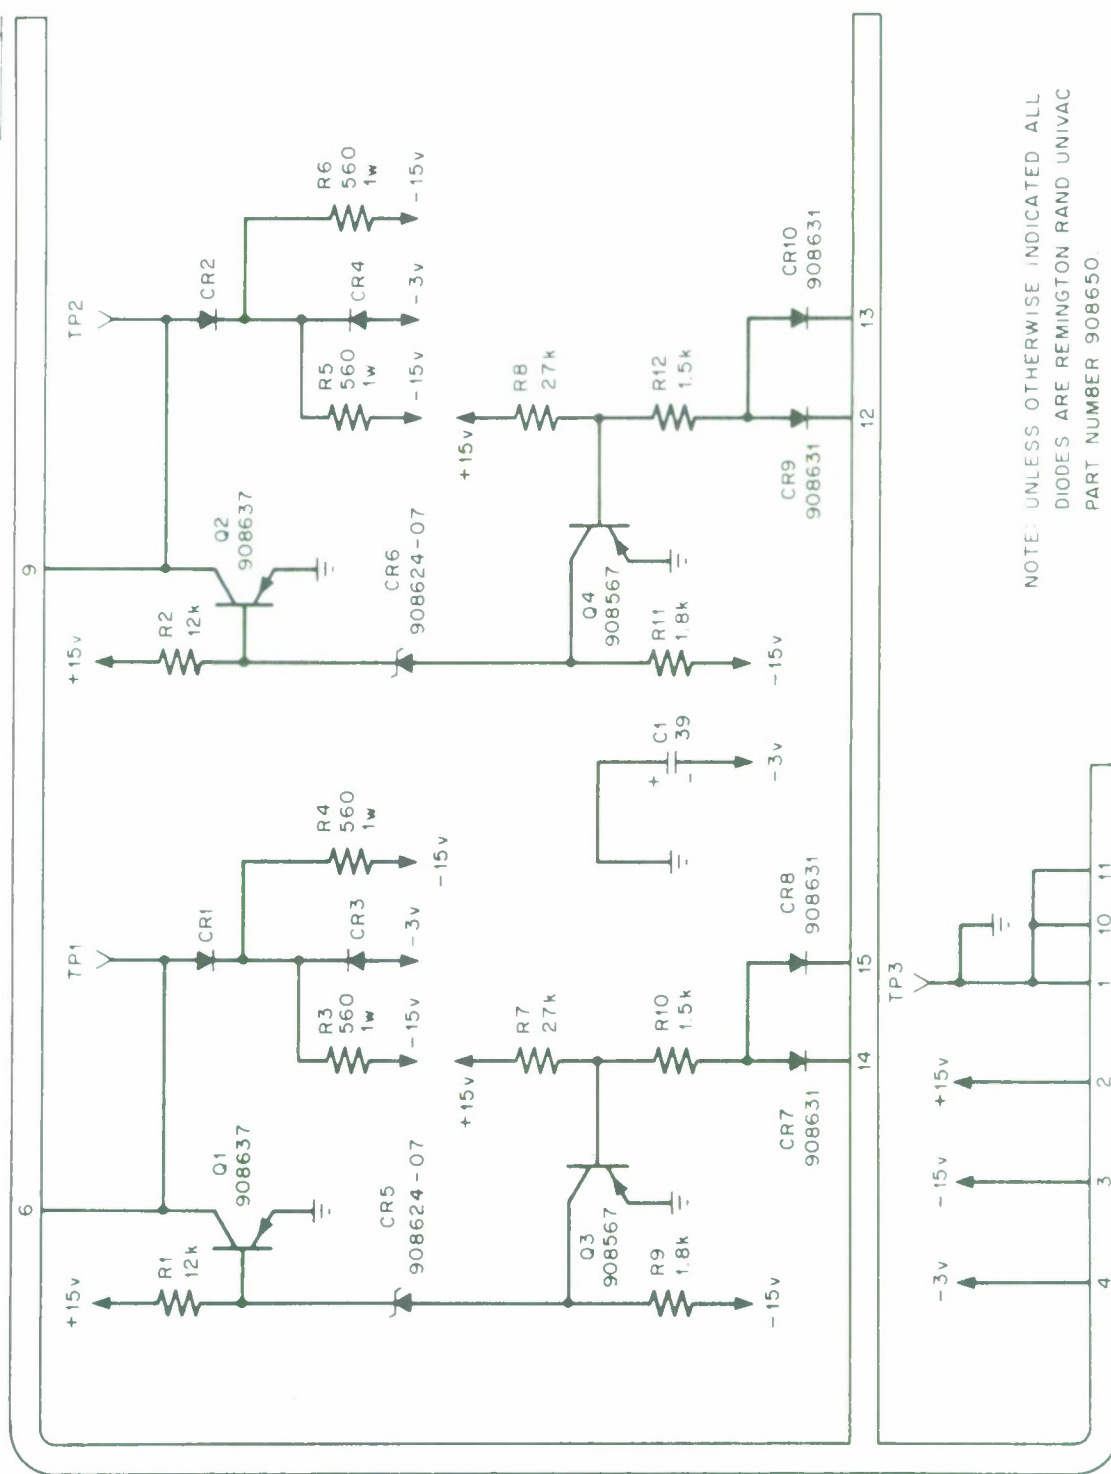 6
9
+15v
R1
12k
Q1
908637
TP1
CR1
R3
560
1w
-15v
CR3
-3v
R4
560
1w
-15v
CR5
908624-07
+15v
R7
27k
Q3
908567
R9
1.8k
-15v
R10
1.5k
CR7
908631
CR8
908631
14
15
+15v
R2
12k
Q2
908637
TP2
CR2
R5
560
1w
-15v
CR4
-3v
R6
560
1w
-15v
CR6
908624-07
+15v
R8
27k
Q4
908567
R11
1.8k
-15v
C1
39
+
-
-3v
R12
1.5k
CR9
908631
CR10
908631
12
13
TP3
-3v
-15v
+15v
4
3
2
1
10
11
NOTE: UNLESS OTHERWISE INDICATED ALL
DIODES ARE REMINGTON RAND UNIVAC
PART NUMBER 908650.